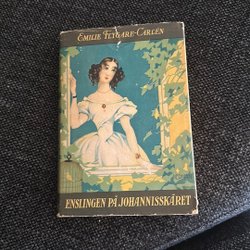 EMILIE FLYGARE-CARLÉN
ENSLINGEN PÅ JOHANNISSKÄRET